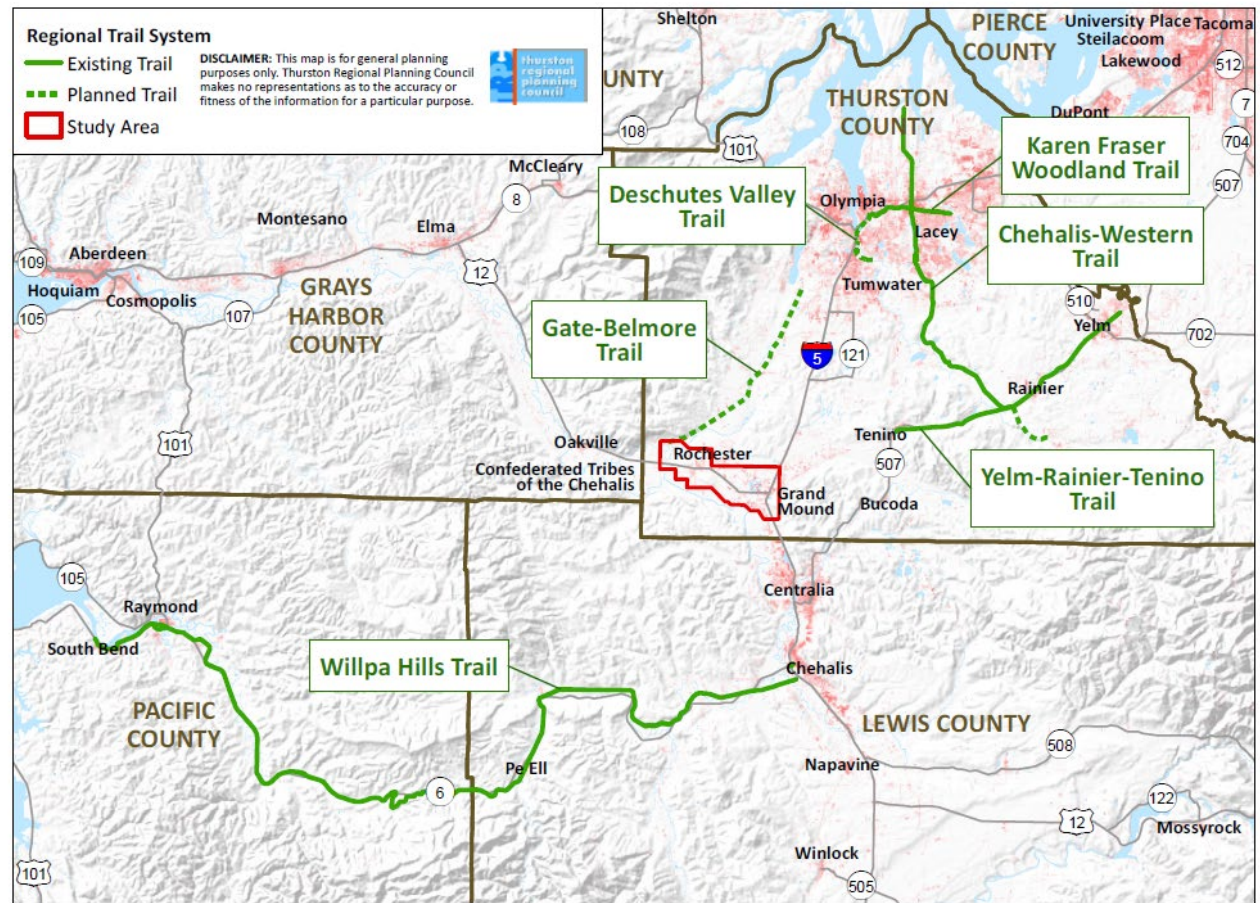 Regional Trail System
Existing Trail
Planned Trail
Study Area
DISCLAIMER: This map is for general planning
purposes only. Thurston Regional Planning Council
makes no representations as to the accuracy or
fitness of the information for a particular purpose.
thurston
regional
planning
council
Shelton
UNTY
PIERCE
COUNTY
University Place
Tacoma
Steilacoom
Lakewood
512
7
THURSTON
COUNTY
DuPont
108
101
704
507
McCleary
8
Deschutes Valley
Trail
Karen Fraser
Woodland Trail
Olympia
Lacey
Chehalis-Western
Trail
Montesano
Elma
12
Aberdeen
109
Hoquiam
Cosmopolis
105
107
GRAYS
HARBOR
COUNTY
Tumwater
510
Yelm
702
Gate-Belmore
Trail
5
121
Rainier
101
Oakville
Rochester
Tenino
507
Confederated Tribes
of the Chehalis
Grand
Mound
Bucoda
Yelm-Rainier-Tenino
Trail
105
Raymond
South Bend
Centralia
Willpa Hills Trail
Chehalis
PACIFIC
COUNTY
LEWIS COUNTY
508
Pe Ell
6
Napavine
122
12
Mossyrock
101
Winlock
505